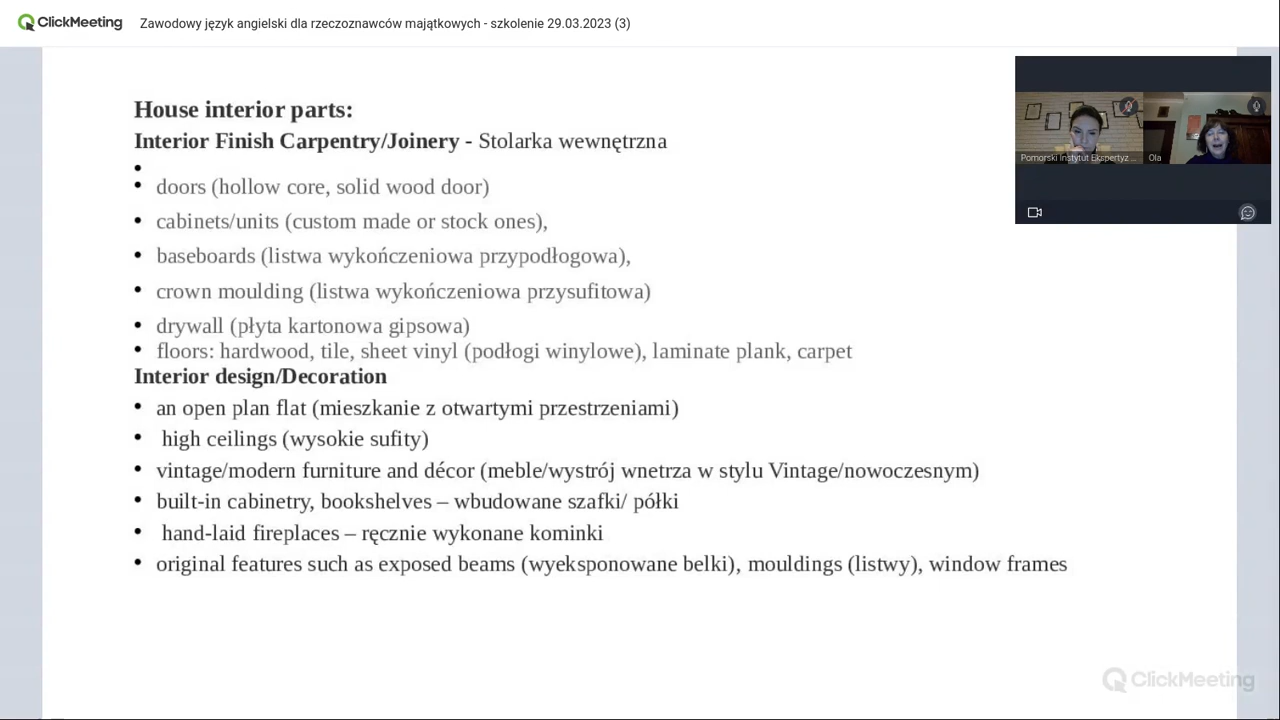 ClickMeeting Zawodowy język angielski dla rzeczoznawców majątkowych - szkolenie 29.03.2023 (3)
House interior parts:
Interior Finish Carpentry/Joinery - Stolarka wewnętrzna
doors (hollow core, solid wood door)
cabinets/units (custom made or stock ones),
baseboards (listwa wykończeniowa przypodłogowa),
crown moulding (listwa wykończeniowa przysufitowa)
drywall (płyta kartonowa gipsowa)
floors: hardwood, tile, sheet vinyl (podłogi winylowe), laminate plank, carpet
Interior design/Decoration
an open plan flat (mieszkanie z otwartymi przestrzeniami)
high ceilings (wysokie sufity)
vintage/modern furniture and décor (meble/wystrój wnetrza w stylu Vintage/nowoczesnym)
built-in cabinetry, bookshelves – wbudowane szafki/ półki
hand-laid fireplaces – ręcznie wykonane kominki
original features such as exposed beams (wyeksponowane belki), mouldings (listwy), window frames
Pomorski Instytut Ekspertyz ...
Ola
ClickMeeting